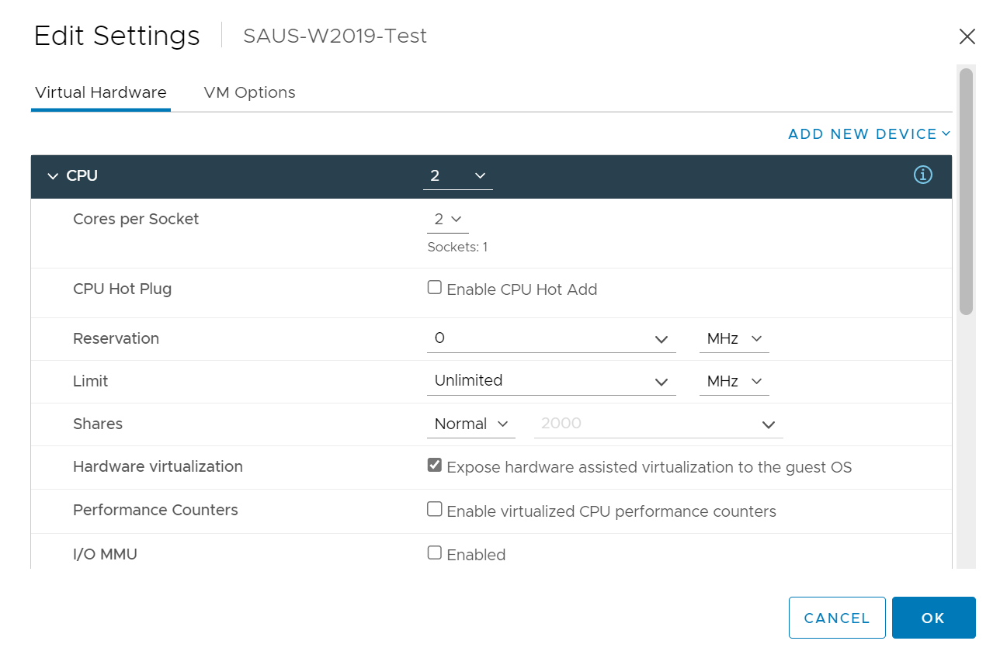 Edit Settings SAUS-W2019-Test
Virtual Hardware VM Options
ADD NEW DEVICE
CPU 2
Cores per Socket 2
Sockets: 1
CPU Hot Plug Enable CPU Hot Add
Reservation 0 MHz
Limit Unlimited MHz
Shares Normal 2000
Hardware virtualization Expose hardware assisted virtualization to the guest OS
Performance Counters Enable virtualized CPU performance counters
I/O MMU Enabled
CANCEL OK